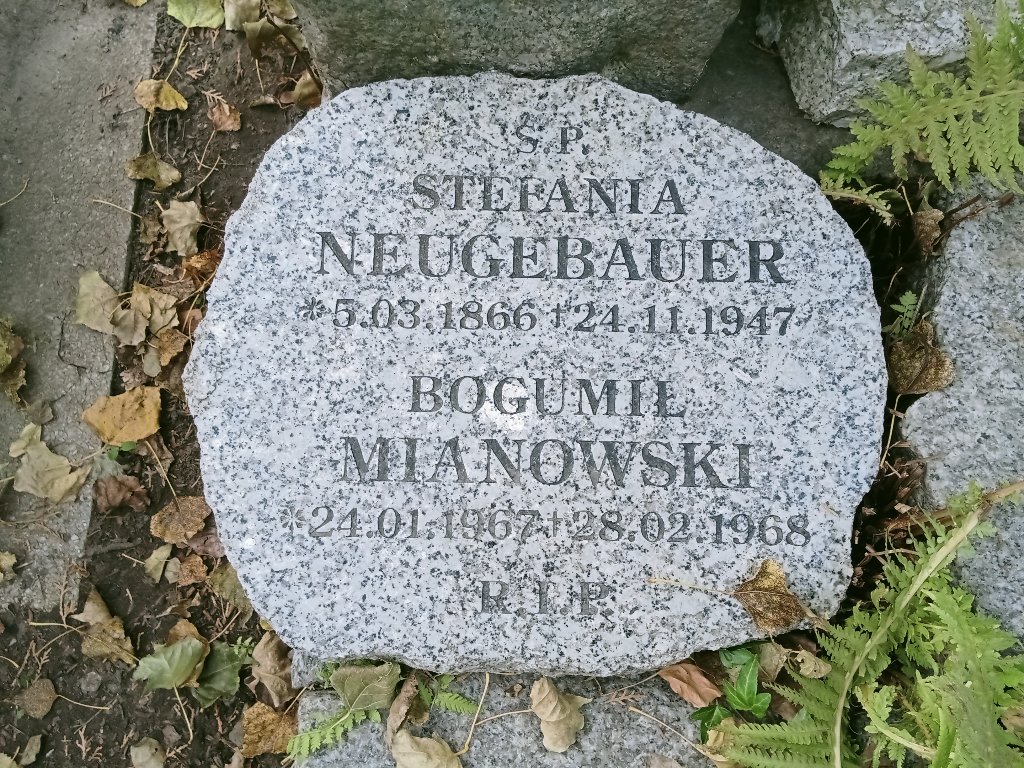 Ś.P.
STEFANIA
NEUGEBAUER
*5.03.1866 †24.11.1947
BOGUMIŁ
MIANOWSKI
*24.01.1967 †28.02.1968
R.I.P.